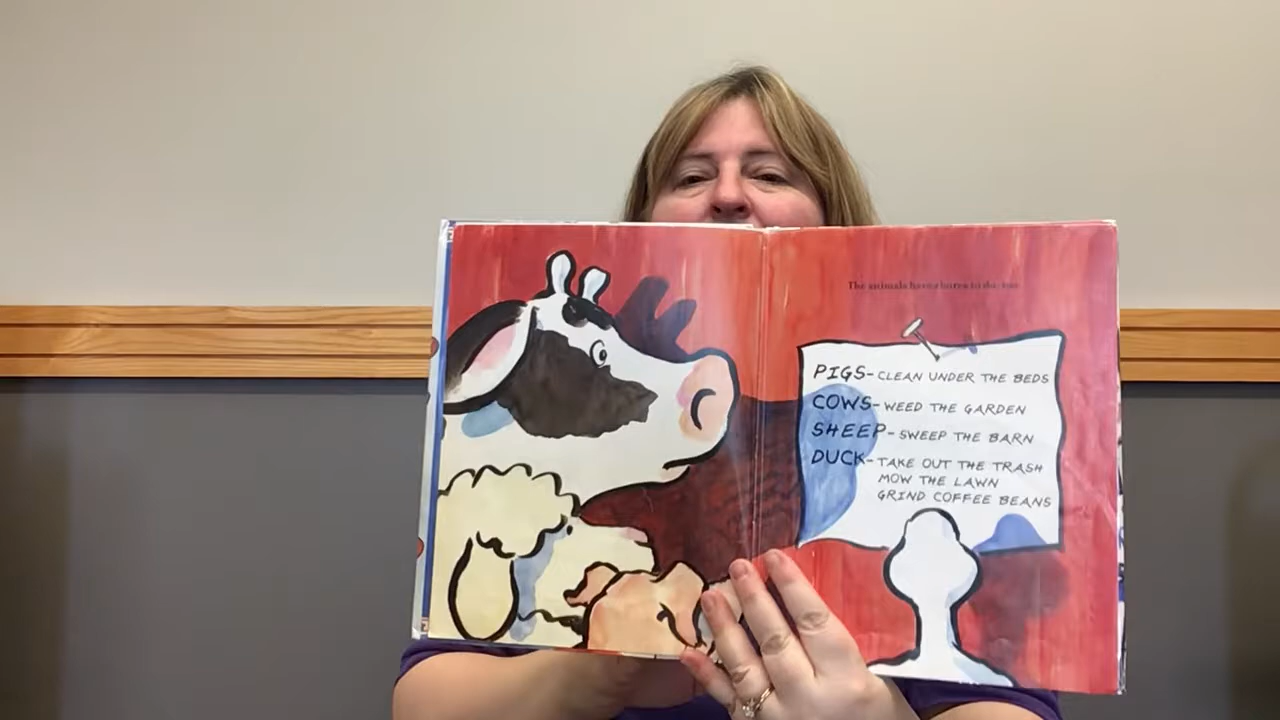 The animals have chores to do, too.
PIGS-CLEAN UNDER THE BEDS
COWS-WEED THE GARDEN
SHEEP-SWEEP THE BARN
DUCK-TAKE OUT THE TRASH
MOW THE LAWN
GRIND COFFEE BEANS